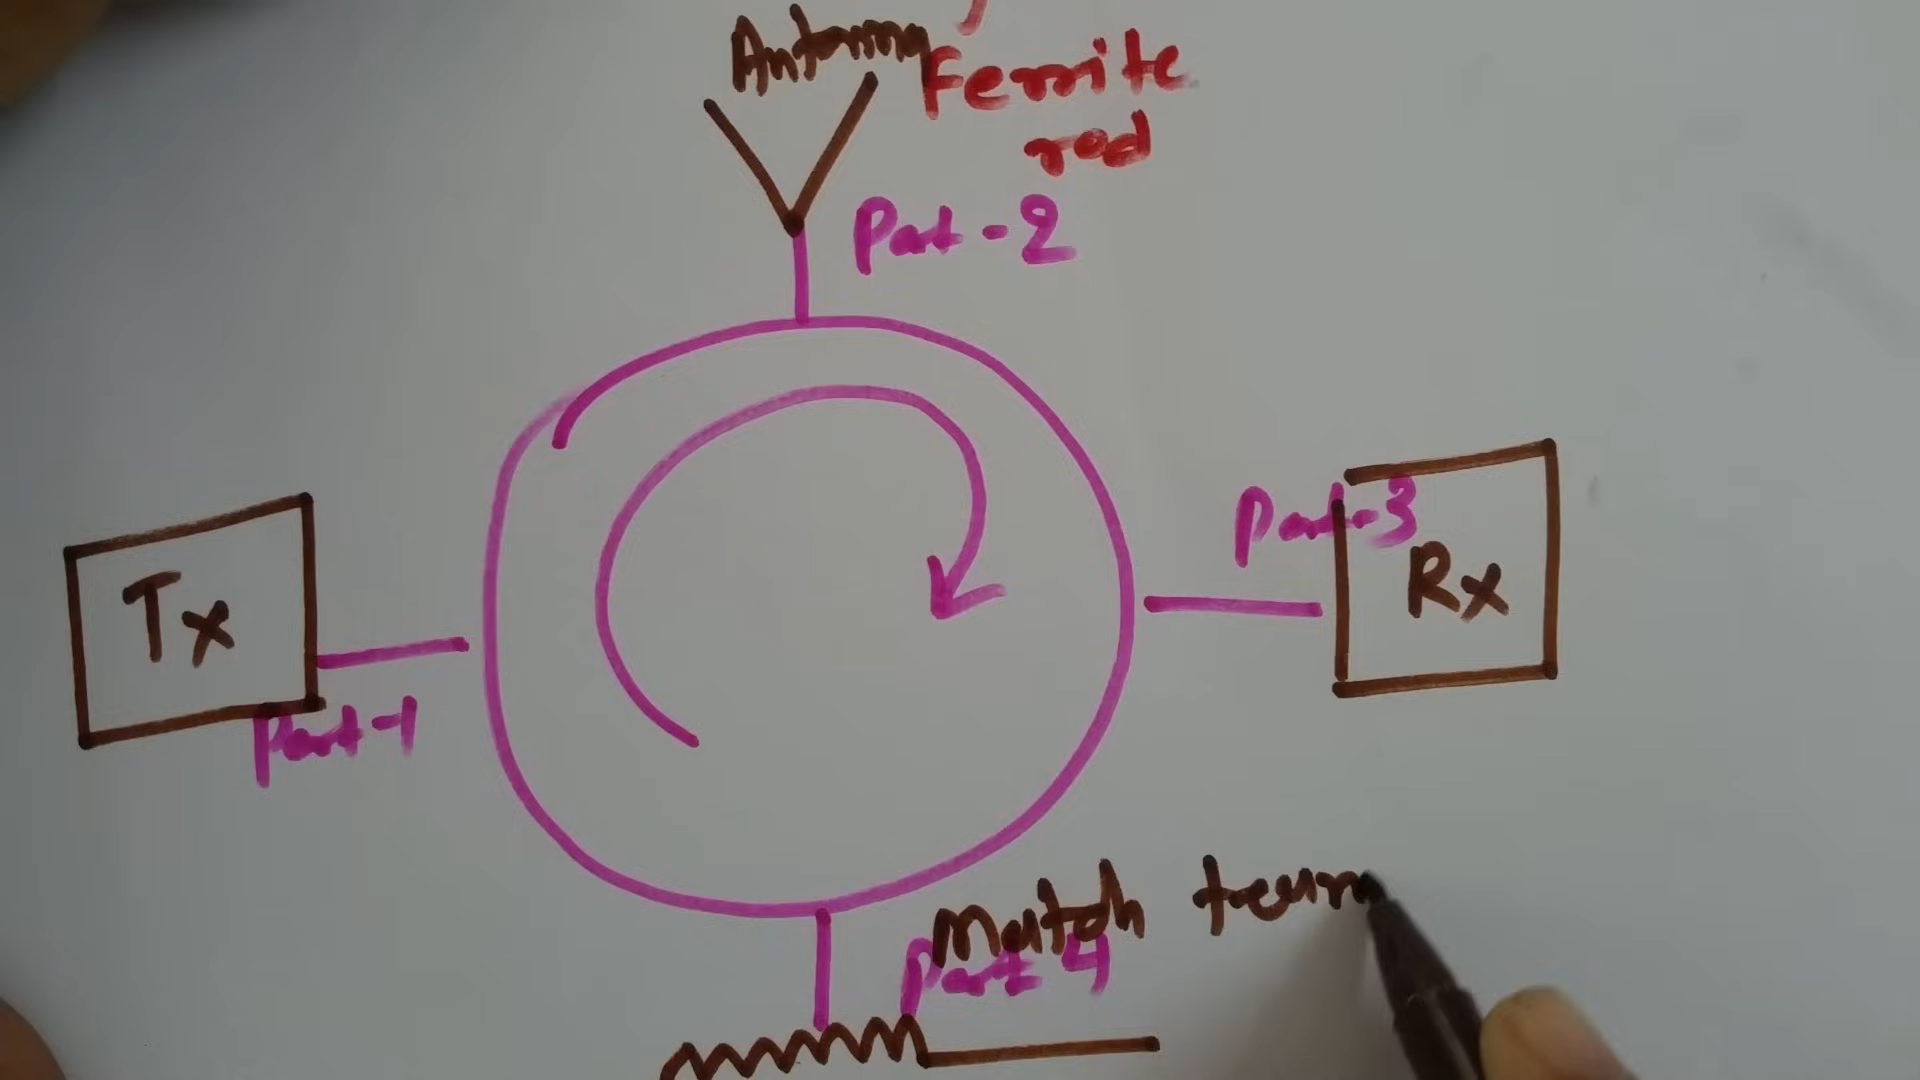 Antenna
Ferrite
rod
Port-2
Port-3
Tx
Rx
Port-1
Match term
Port 4